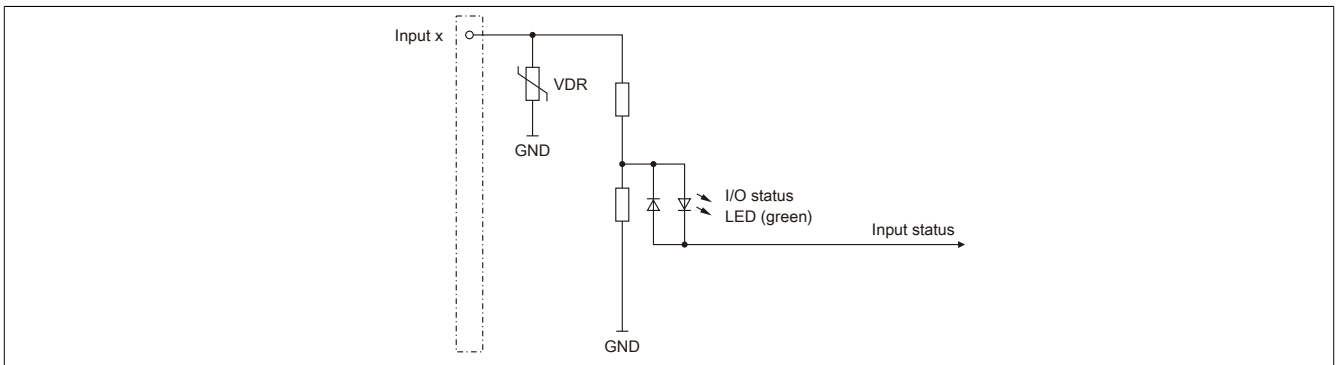 Input x
VDR
GND
I/O status
LED (green)
Input status
GND